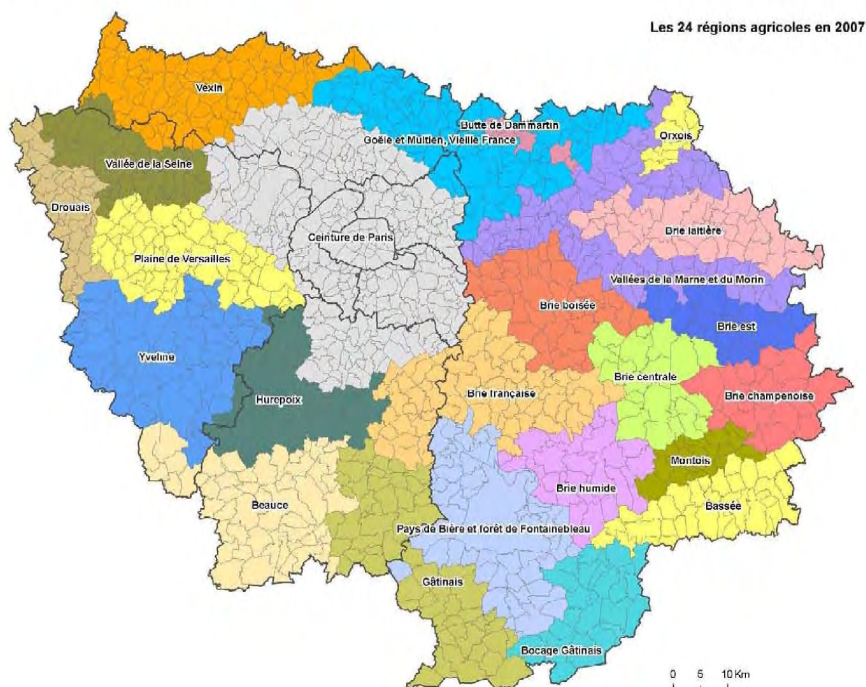 Les 24 régions agricoles en 2007
Véxin
Butte de Dammartin
Goële et Multien, Vieille France
Orxois
Vallée de la Seine
Drouais
Ceinture de Paris
Brie laitière
Plaine de Versailles
Vallées de la Marne et du Morin
Brie boisée
Brie est
Yveline
Brie centrale
Brie française
Brie champenoise
Hurepoix
Montois
Brie humide
Beauce
Bassée
Pays de Bière et forêt de Fontainebleau
Gâtinais
Bocage Gâtinais
0 5 10 Km